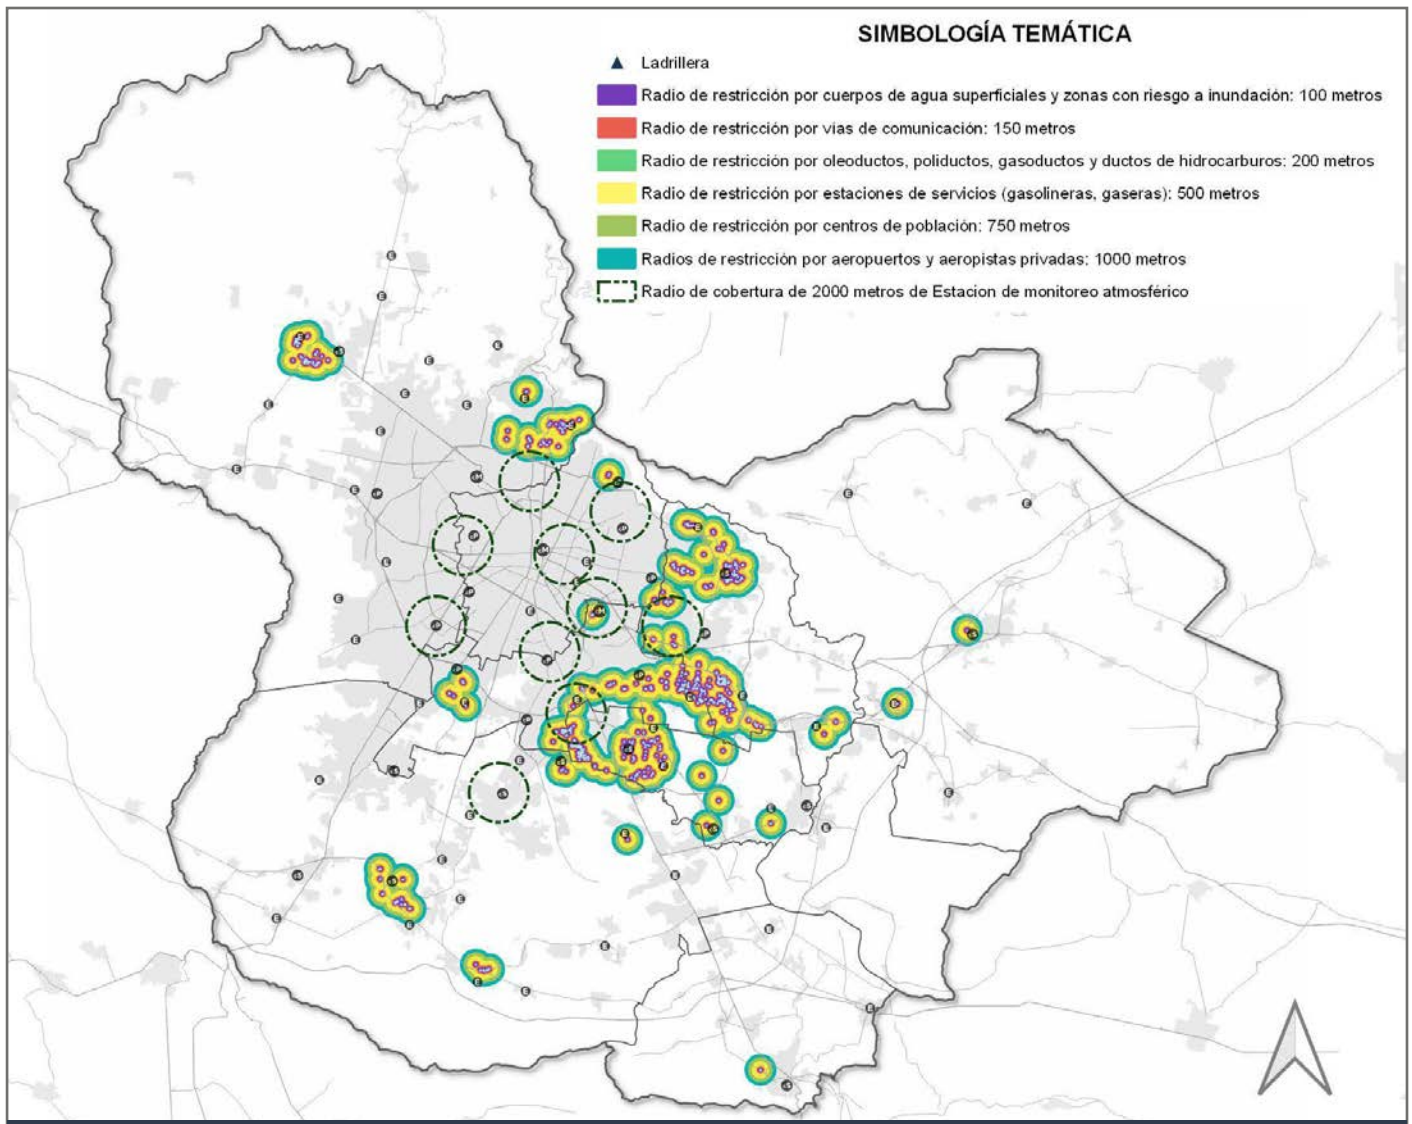 SIMBOLOGÍA TEMÁTICA
Ladrillera
Radio de restricción por cuerpos de agua superficiales y zonas con riesgo a inundación: 100 metros
Radio de restricción por vías de comunicación: 150 metros
Radio de restricción por oleoductos, poliductos, gasoductos y ductos de hidrocarburos: 200 metros
Radio de restricción por estaciones de servicios (gasolineras, gaseras): 500 metros
Radio de restricción por centros de población: 750 metros
Radios de restricción por aeropuertos y aeropistas privadas: 1000 metros
Radio de cobertura de 2000 metros de Estacion de monitoreo atmosférico